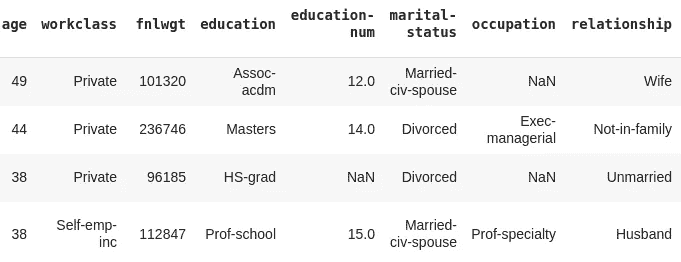 age workclass fnlwgt education education-num marital-status occupation relationship
49 Private 101320 Assoc-acdm 12.0 Married-civ-spouse NaN Wife
44 Private 236746 Masters 14.0 Divorced Exec-managerial Not-in-family
38 Private 96185 HS-grad NaN Divorced NaN Unmarried
38 Self-emp-inc 112847 Prof-school 15.0 Married-civ-spouse Prof-specialty Husband